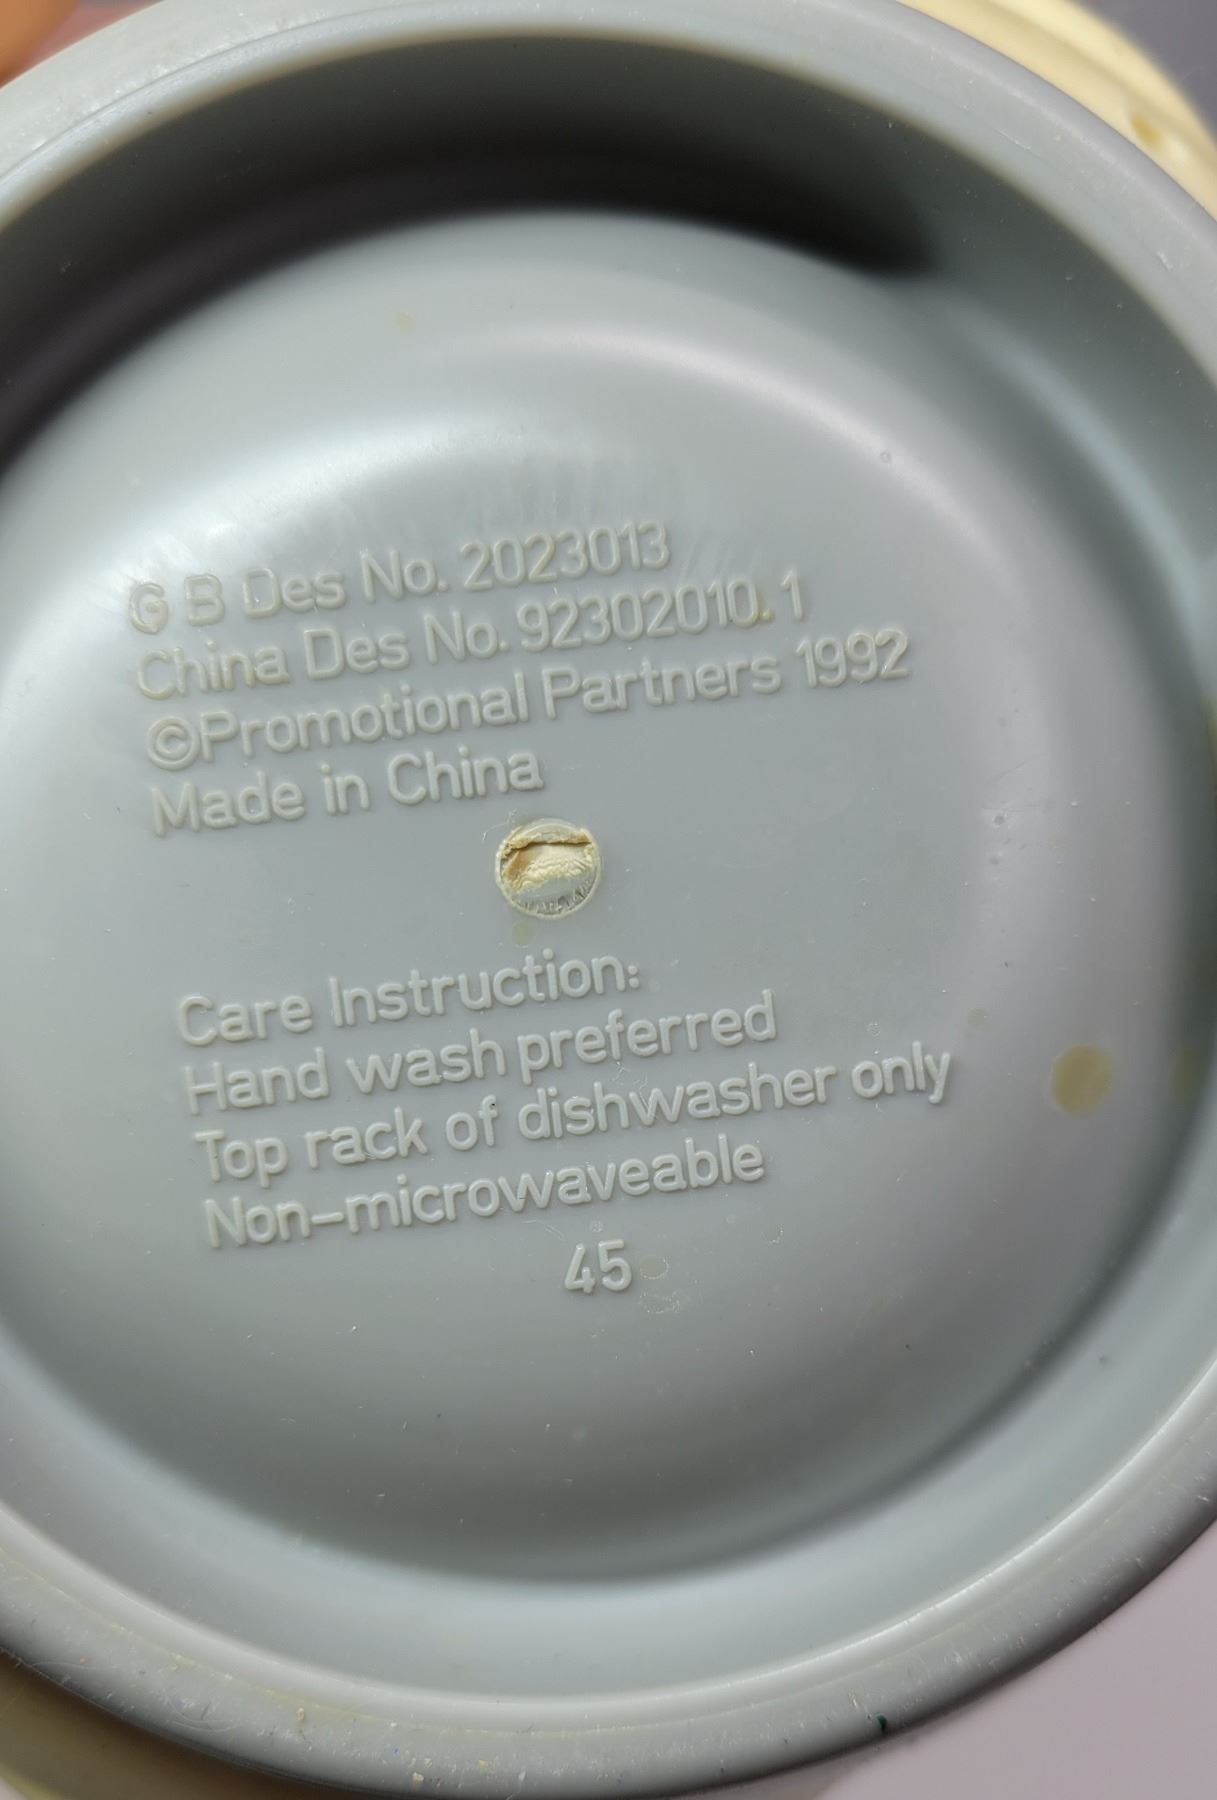 G B Des No. 2023013
China Des No. 92302010.1
©Promotional Partners 1992
Made in China
Care Instruction:
Hand wash preferred
Top rack of dishwasher only
Non-microwaveable
45